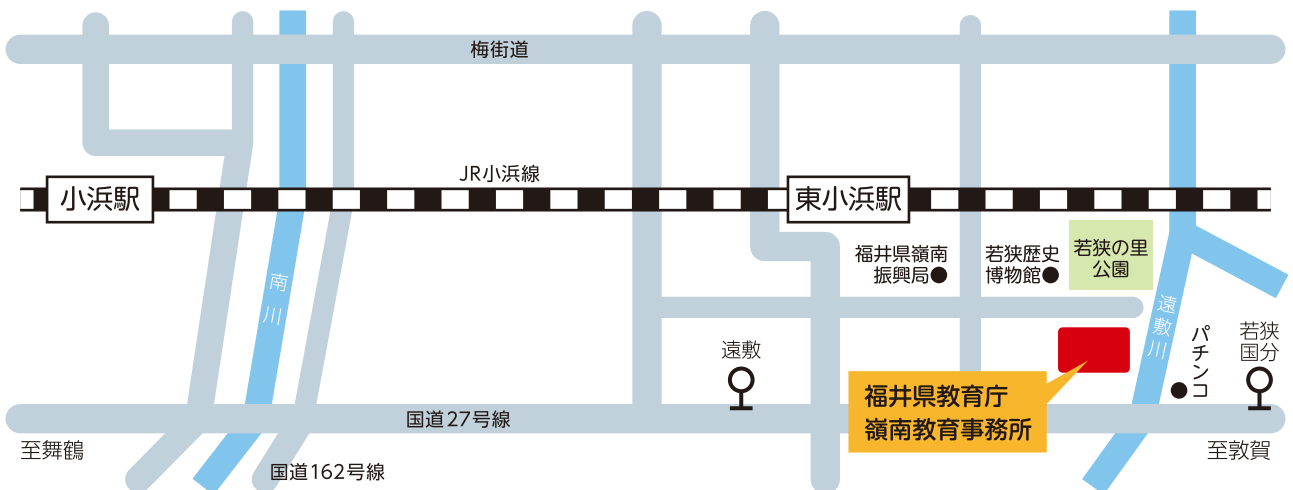 梅街道
JR小浜線
小浜駅
東小浜駅
福井県嶺南
振興局
若狭歴史
博物館
若狭の里
公園
南
川
遠
敷
川
パ
チ
ン
コ
若狭
国分
遠敷
福井県教育庁
嶺南教育事務所
国道27号線
至舞鶴
至敦賀
国道162号線